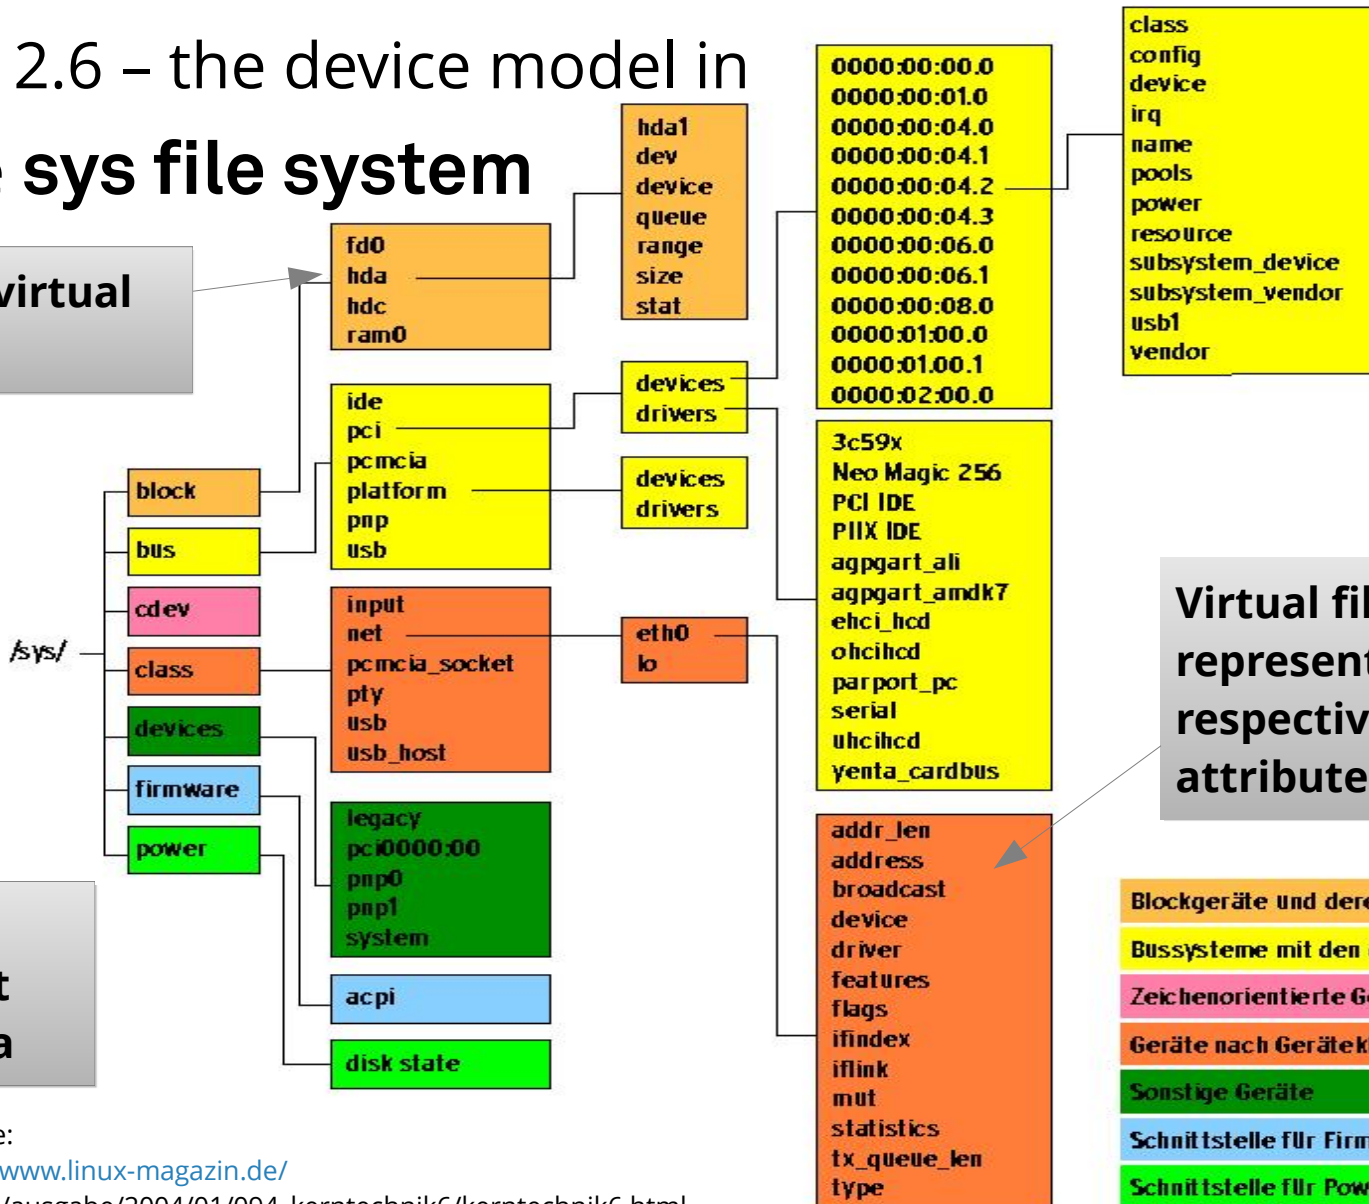 2.6 – the device model in
e sys file system
virtual
/sys/
block
bus
cdev
class
devices
firmware
power
fd0
hda
hdc
ram0
ide
pci
pcmcia
platform
pnp
usb
input
net
pcmcia_socket
pty
usb
usb_host
legacy
pci0000:00
pnp0
pnp1
system
acpi
disk state
hda1
dev
device
queue
range
size
stat
devices
drivers
devices
drivers
eth0
lo
0000:00:00.0
0000:00:01.0
0000:00:04.0
0000:00:04.1
0000:00:04.2
0000:00:04.3
0000:00:06.0
0000:00:06.1
0000:00:08.0
0000:01:00.0
0000:01.00.1
0000:02:00.0
3c59x
Neo Magic 256
PCI IDE
PIIX IDE
agpgart_ali
agpgart_amdk7
ehci_hcd
ohcihcd
parport_pc
serial
uhcihcd
yenta_cardbus
addr_len
address
broadcast
device
driver
features
flags
ifindex
iflink
mut
statistics
tx_queue_len
type
class
config
device
irq
name
pools
power
resource
subsystem_device
subsystem_vendor
usb1
vendor
Virtual fil
represent
respectiv
attribute
t
a
Blockgeräte und dere
Bussysteme mit den
Zeichenorientierte G
Geräte nach Gerätek
Sonstige Geräte
Schnittstelle für Firm
Schnittstelle für Pow
e:
www.linux-magazin.de/
/ausgabe/2004/01/094_kerntechnik6/kerntechnik6.html